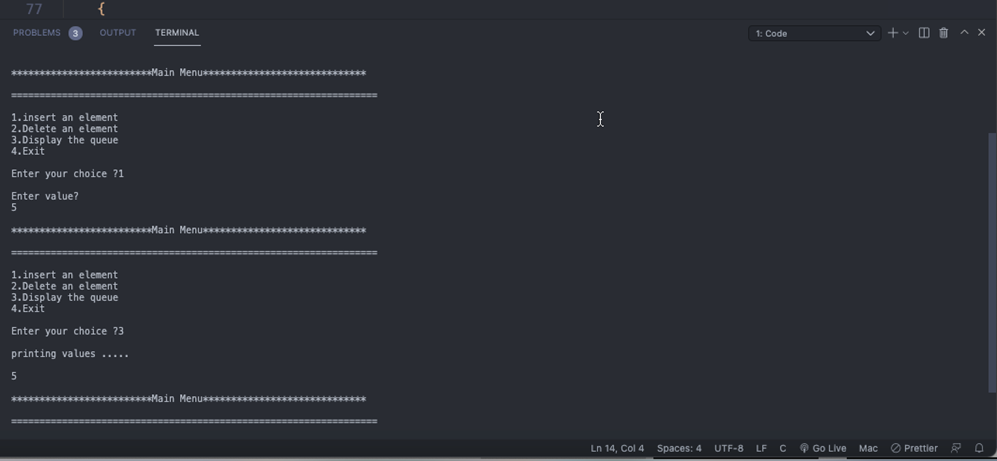 77 {
PROBLEMS 3 OUTPUT TERMINAL 1: Code
**************************Main Menu*****************************
=================================================================
1.insert an element
2.Delete an element
3.Display the queue
4.Exit
Enter your choice ?1
Enter value?
5
**************************Main Menu*****************************
=================================================================
1.insert an element
2.Delete an element
3.Display the queue
4.Exit
Enter your choice ?3
printing values .....
5
**************************Main Menu*****************************
=================================================================
Ln 14, Col 4 Spaces: 4 UTF-8 LF C Go Live Mac Prettier